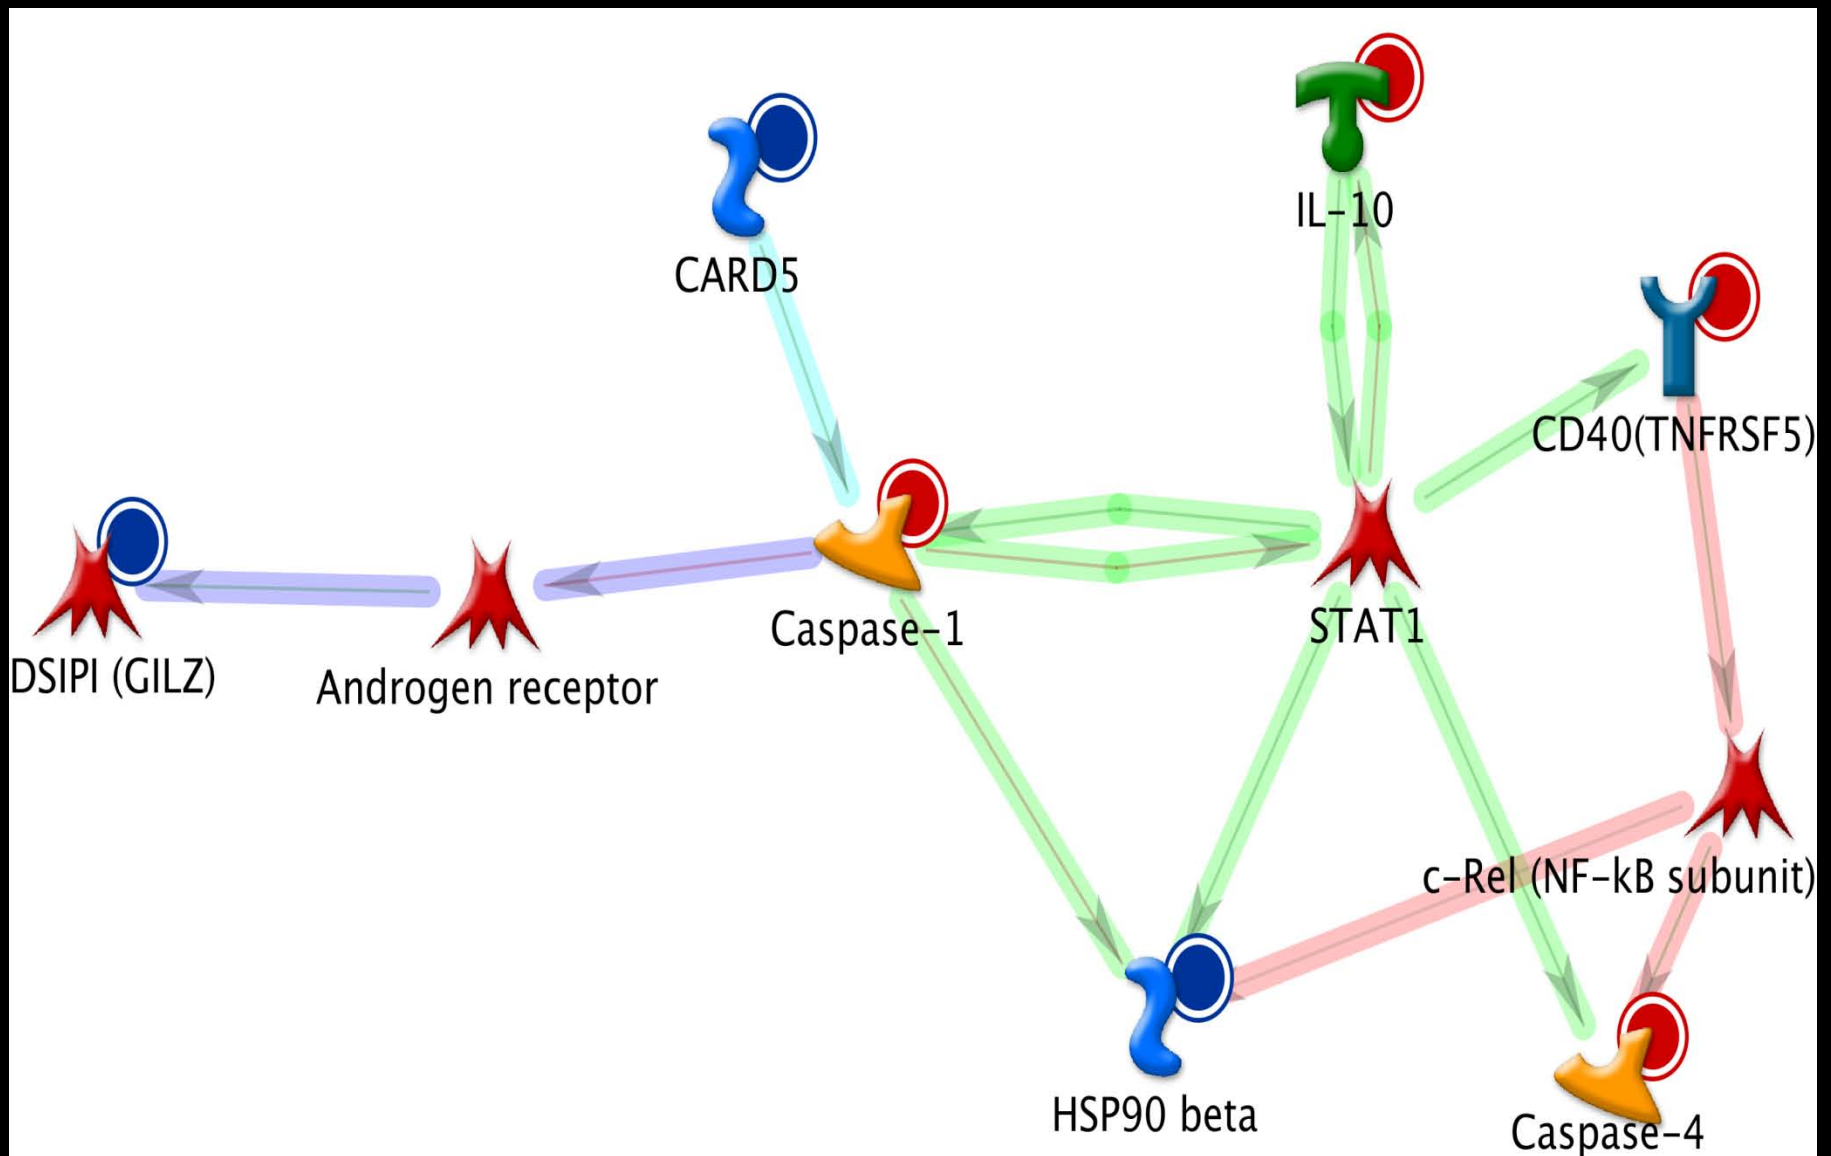 IL-10
CARD5
CD40(TNFRSF5)
Caspase-1
STAT1
DSIPI (GILZ)
Androgen receptor
c-Rel (NF-kB subunit)
HSP90 beta
Caspase-4